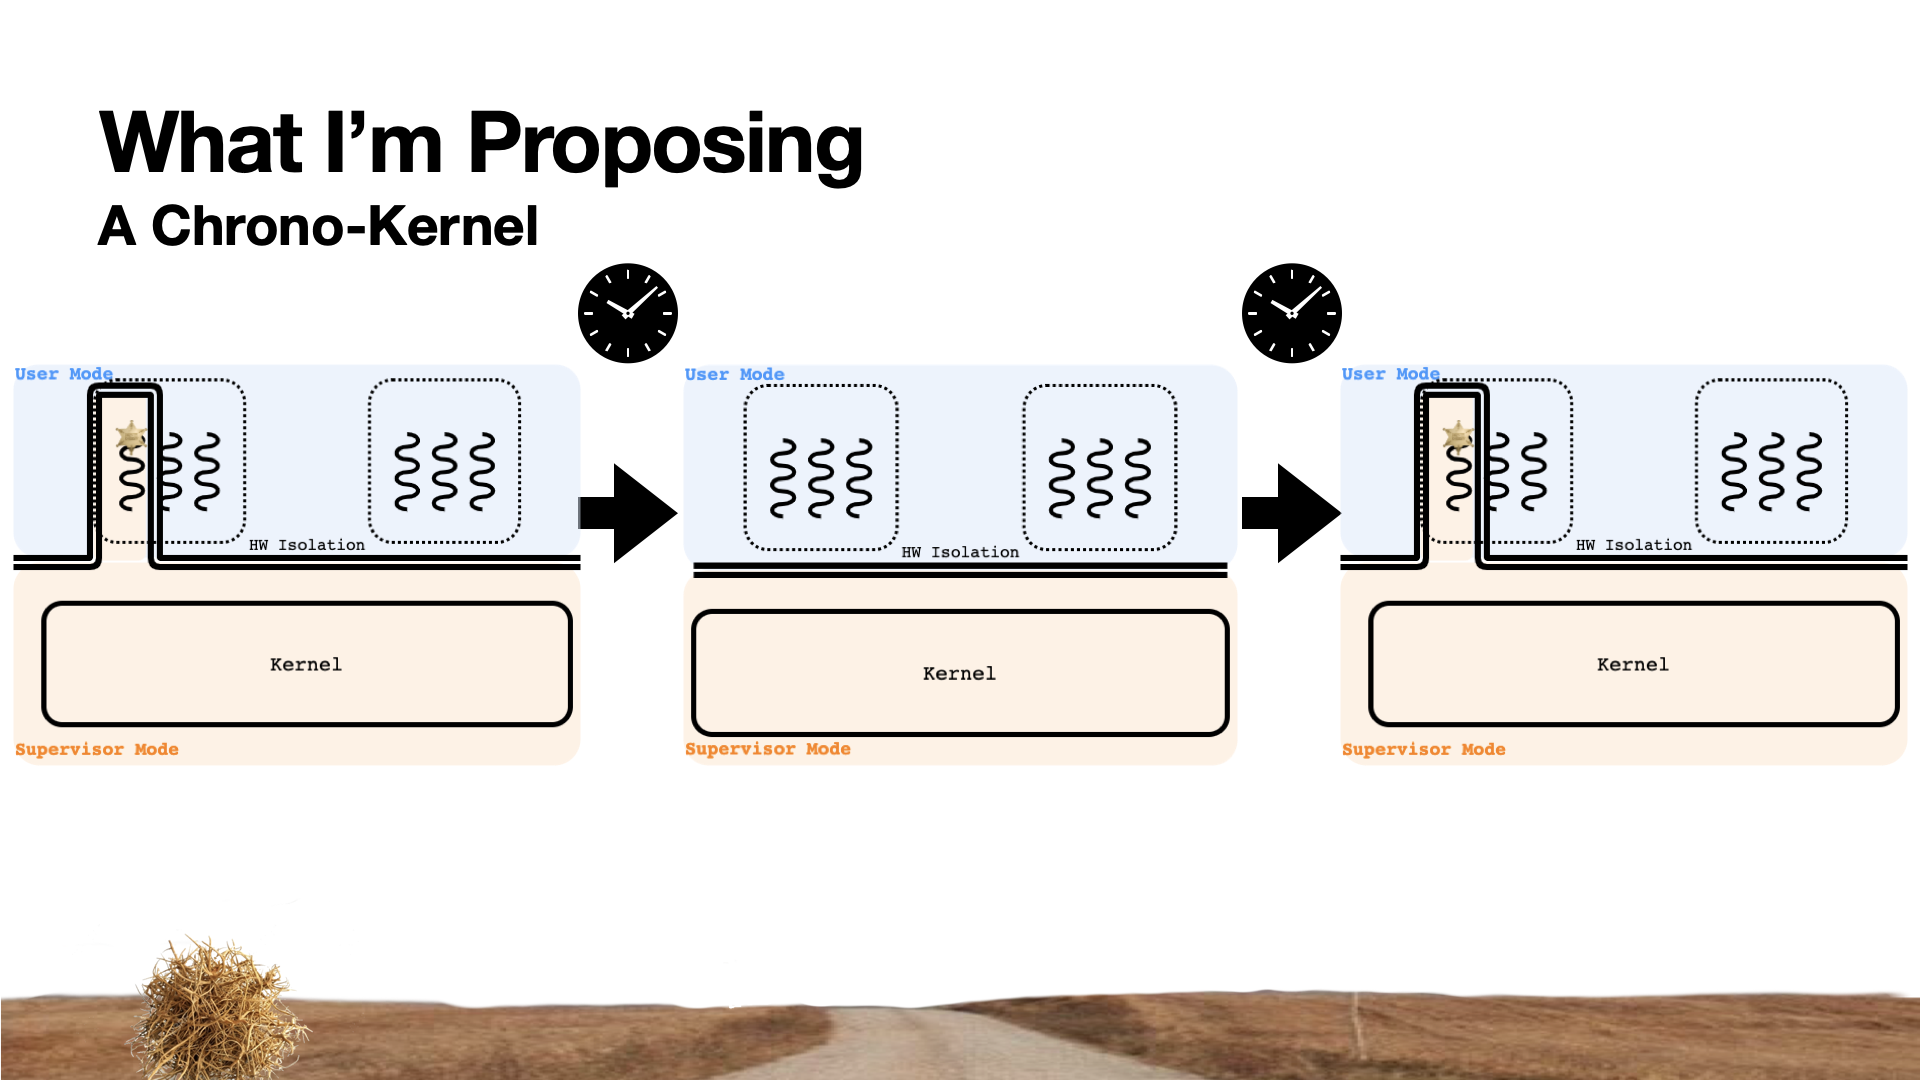 What I’m Proposing
A Chrono-Kernel
User Mode
HW Isolation
Kernel
Supervisor Mode
User Mode
HW Isolation
Kernel
Supervisor Mode
User Mode
HW Isolation
Kernel
Supervisor Mode